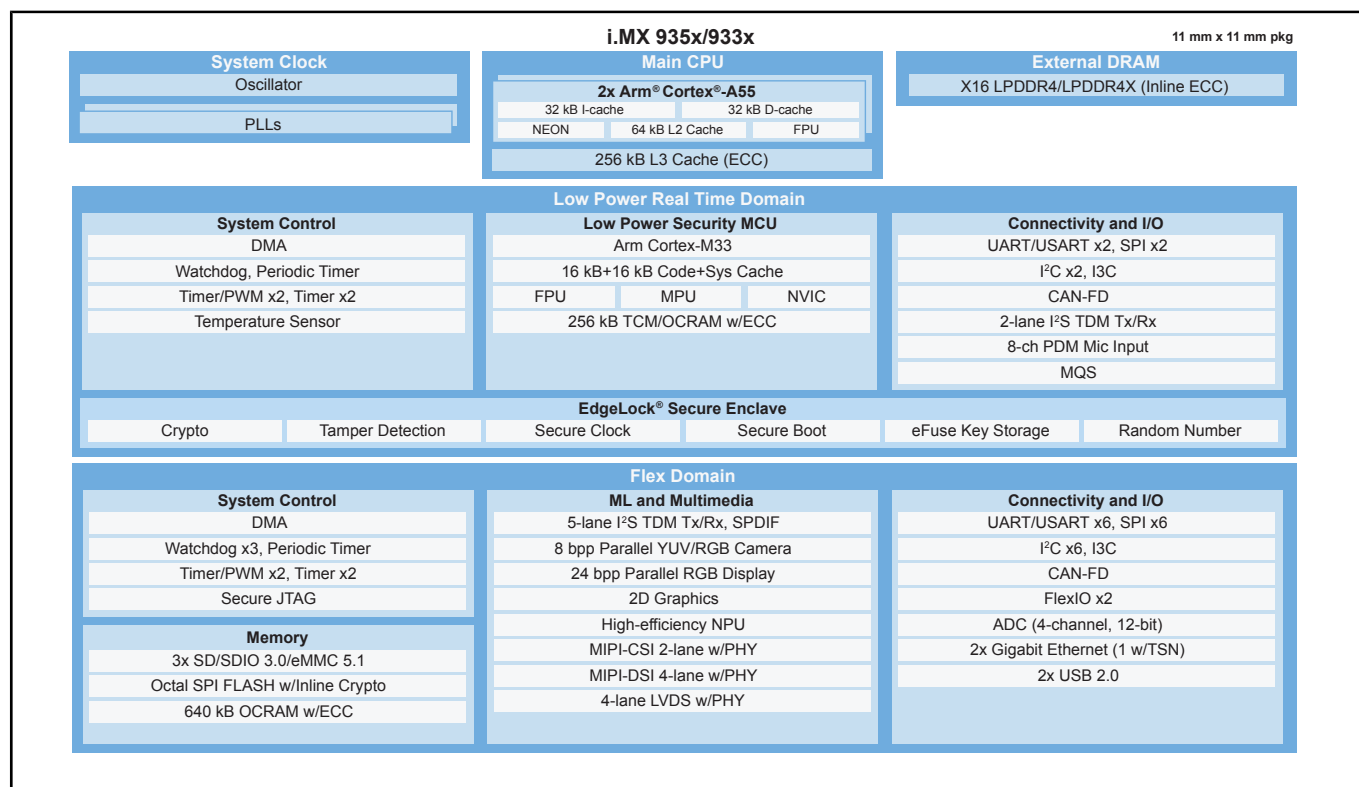 i.MX 935x/933x
11 mm x 11 mm pkg
System Clock
Oscillator
PLLs
Main CPU
2x Arm® Cortex®-A55
32 kB I-cache
32 kB D-cache
NEON
64 kB L2 Cache
FPU
256 kB L3 Cache (ECC)
External DRAM
X16 LPDDR4/LPDDR4X (Inline ECC)
Low Power Real Time Domain
System Control
DMA
Watchdog, Periodic Timer
Timer/PWM x2, Timer x2
Temperature Sensor
Low Power Security MCU
Arm Cortex-M33
16 kB+16 kB Code+Sys Cache
FPU
MPU
NVIC
256 kB TCM/OCRAM w/ECC
Connectivity and I/O
UART/USART x2, SPI x2
I²C x2, I3C
CAN-FD
2-lane I²S TDM Tx/Rx
8-ch PDM Mic Input
MQS
EdgeLock® Secure Enclave
Crypto
Tamper Detection
Secure Clock
Secure Boot
eFuse Key Storage
Random Number
Flex Domain
System Control
DMA
Watchdog x3, Periodic Timer
Timer/PWM x2, Timer x2
Secure JTAG
Memory
3x SD/SDIO 3.0/eMMC 5.1
Octal SPI FLASH w/Inline Crypto
640 kB OCRAM w/ECC
ML and Multimedia
5-lane I²S TDM Tx/Rx, SPDIF
8 bpp Parallel YUV/RGB Camera
24 bpp Parallel RGB Display
2D Graphics
High-efficiency NPU
MIPI-CSI 2-lane w/PHY
MIPI-DSI 4-lane w/PHY
4-lane LVDS w/PHY
Connectivity and I/O
UART/USART x6, SPI x6
I²C x6, I3C
CAN-FD
FlexIO x2
ADC (4-channel, 12-bit)
2x Gigabit Ethernet (1 w/TSN)
2x USB 2.0